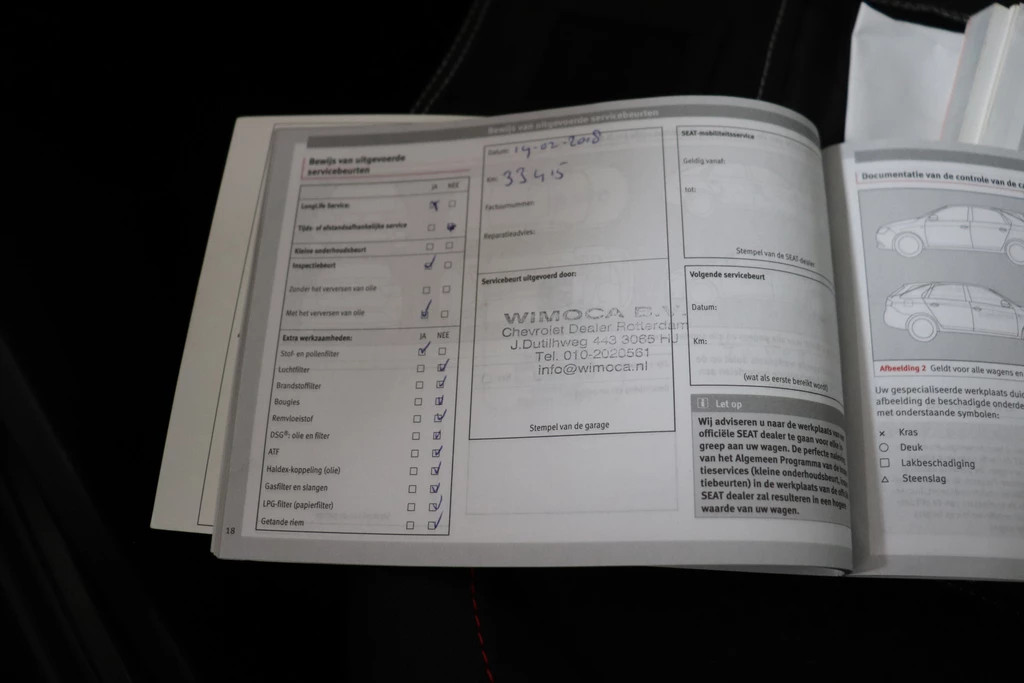 Bewijs van uitgevoerde servicebeurten
Bewijs van uitgevoerde
servicebeurten
JA NEE
LongLife Service:
Tijds- of afstandsafhankelijke service
Kleine onderhoudsbeurt
Inspectiebeurt
Zonder het verversen van olie
Met het verversen van olie
Extra werkzaamheden: JA NEE
Stof- en pollenfilter
Luchtfilter
Brandstoffilter
Bougies
Remvloeistof
DSG®: olie en filter
ATF
Haldex-koppeling (olie)
Gasfilter en slangen
LPG-filter (papierfilter)
Getande riem
18
Datum: 14-02-2018
Km: 33415
Factuurnummer:
Reparatieadvies:
Servicebeurt uitgevoerd door:
WIMOCA B.V.
Chevrolet Dealer Rotterdam
J.Dutilhweg 443 3065 HJ
Tel. 010-2020561
info@wimoca.nl
Stempel van de garage
SEAT-mobiliteitsservice
Geldig vanaf:
tot:
Stempel van de SEAT-dealer
Volgende servicebeurt
Datum:
Km:
(wat als eerste bereikt wordt)
Let op
Wij adviseren u naar de werkplaats van
officiële SEAT dealer te gaan voor elke
greep aan uw wagen. De perfecte
van het Algemeen Programma van de
tieservices (kleine onderhoudsbeurt,
tiebeurten) in de werkplaats van de
SEAT dealer zal resulteren in een
waarde van uw wagen.
Documentatie van de controle van de
Afbeelding 2 Geldt voor alle wagens en
Uw gespecialiseerde werkplaats
afbeelding de beschadigde
met onderstaande symbolen:
× Kras
○ Deuk
□ Lakbeschadiging
△ Steenslag